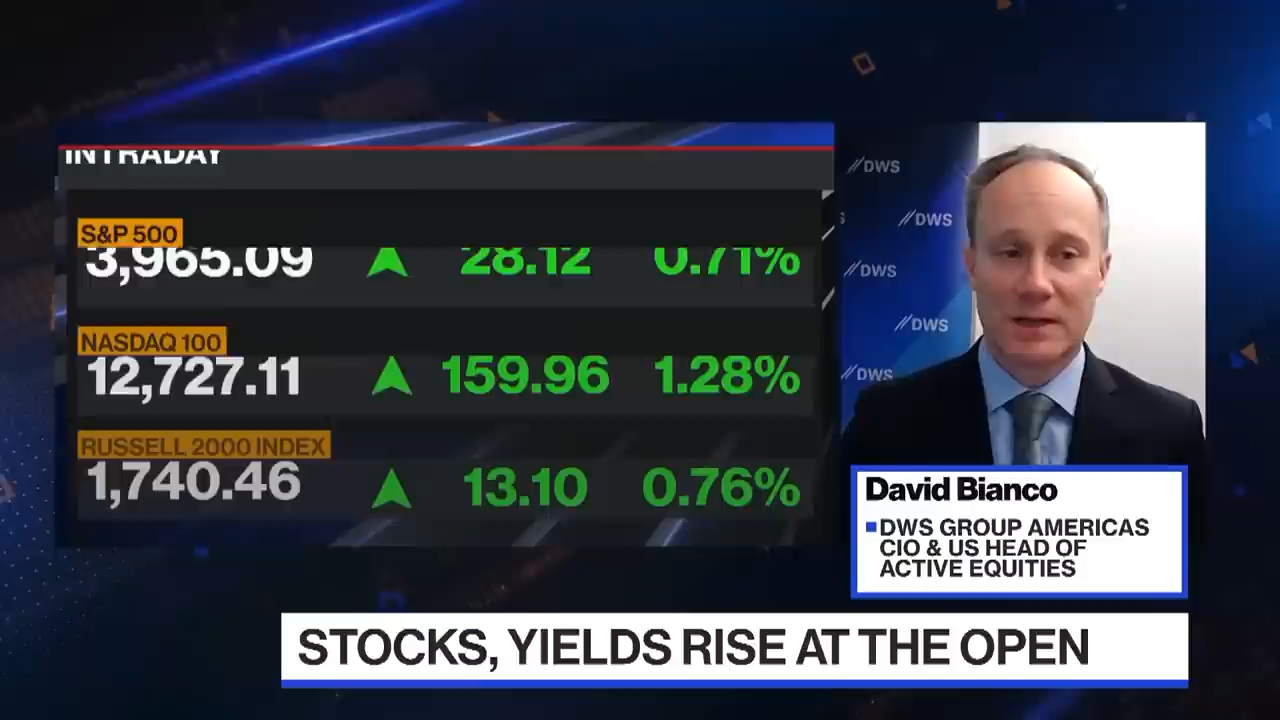 INTRADAY
S&P 500
3,965.09 28.12 0.71%
NASDAQ 100
12,727.11 159.96 1.28%
RUSSELL 2000 INDEX
1,740.46 13.10 0.76%
//DWS
//DWS
S
//DWS
//DWS
//DWS
David Bianco
DWS GROUP AMERICAS
CIO & US HEAD OF
ACTIVE EQUITIES
STOCKS, YIELDS RISE AT THE OPEN